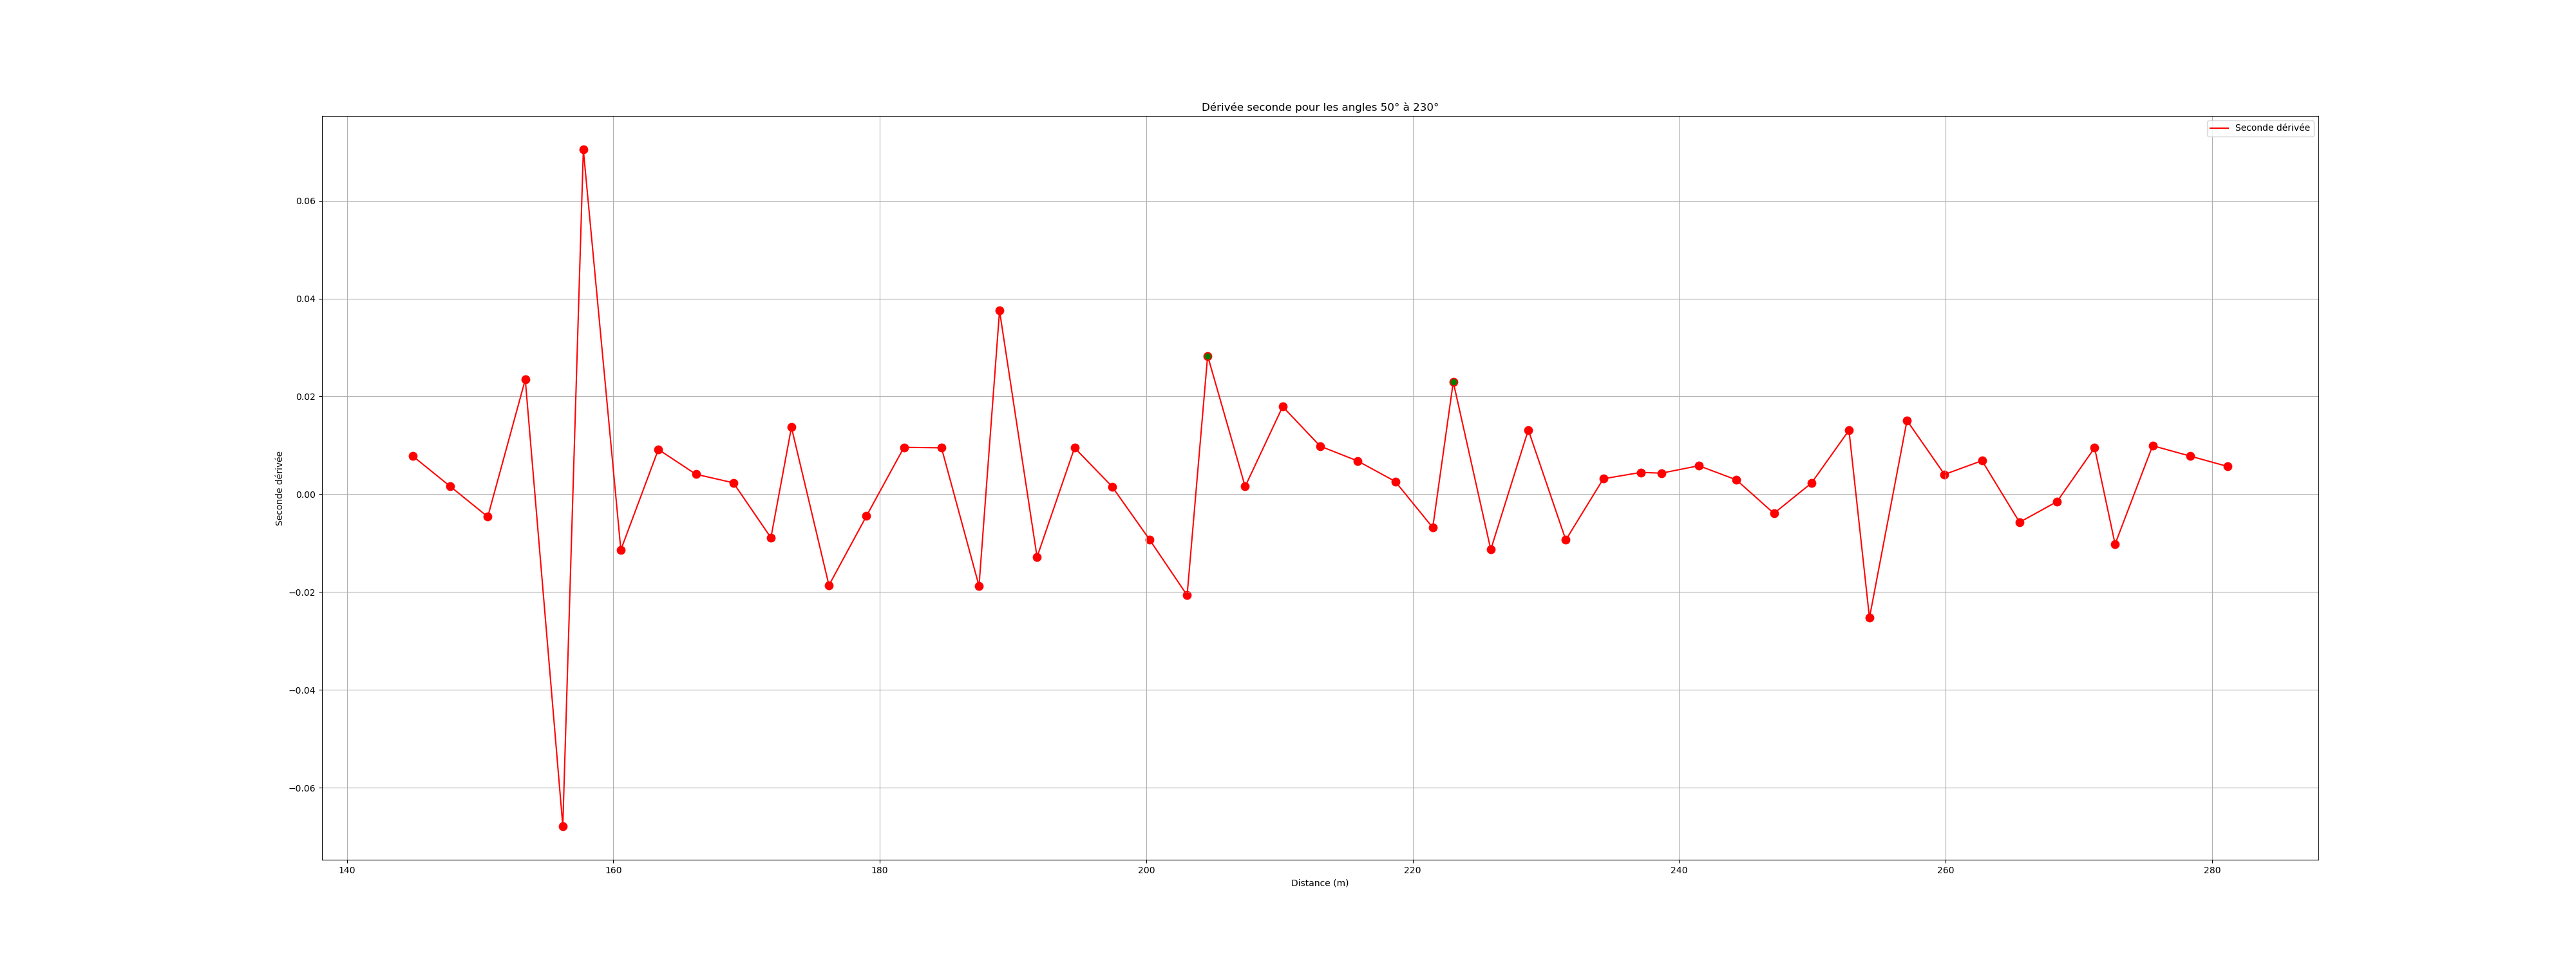 Dérivée seconde pour les angles 50° à 230°
Seconde dérivée
0.06
0.04
0.02
0.00
−0.02
−0.04
−0.06
Seconde dérivée
140 160 180 200 220 240 260 280
Distance (m)